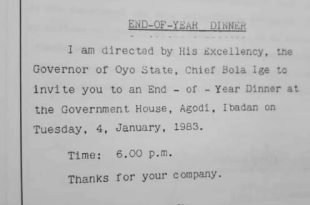 END-OF-YEAR DINNER
I am directed by His Excellency, the
Governor of Oyo State, Chief Bola Ige to
invite you to an End - of - Year Dinner at
the Government House, Agodi, Ibadan on
Tuesday, 4, January, 1983.
Time: 6.00 p.m.
Thanks for your company.